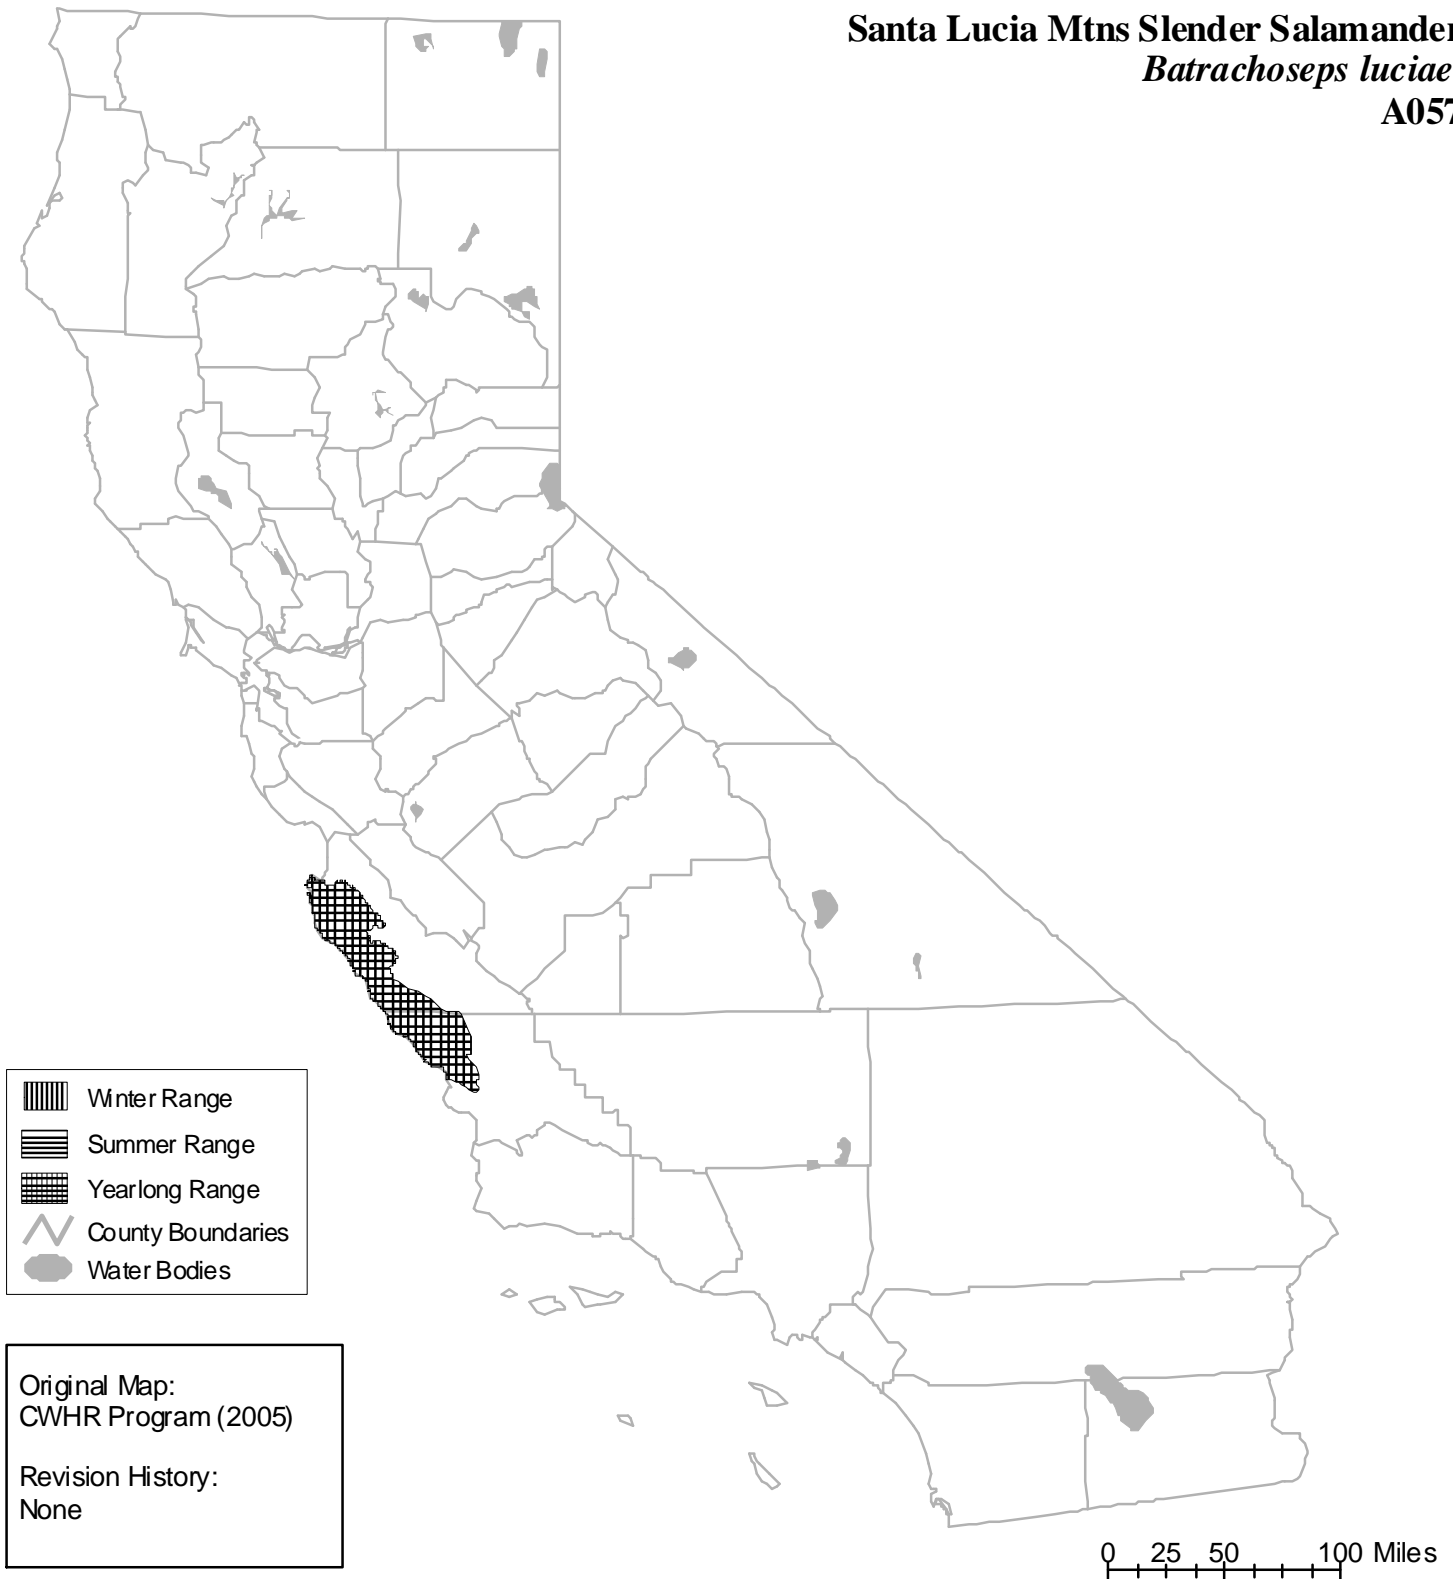 Santa Lucia Mtns Slender Salamander
Batrachoseps luciae
A057
Winter Range
Summer Range
Yearlong Range
County Boundaries
Water Bodies
Original Map:
CWHR Program (2005)
Revision History:
None
0 25 50 100 Miles